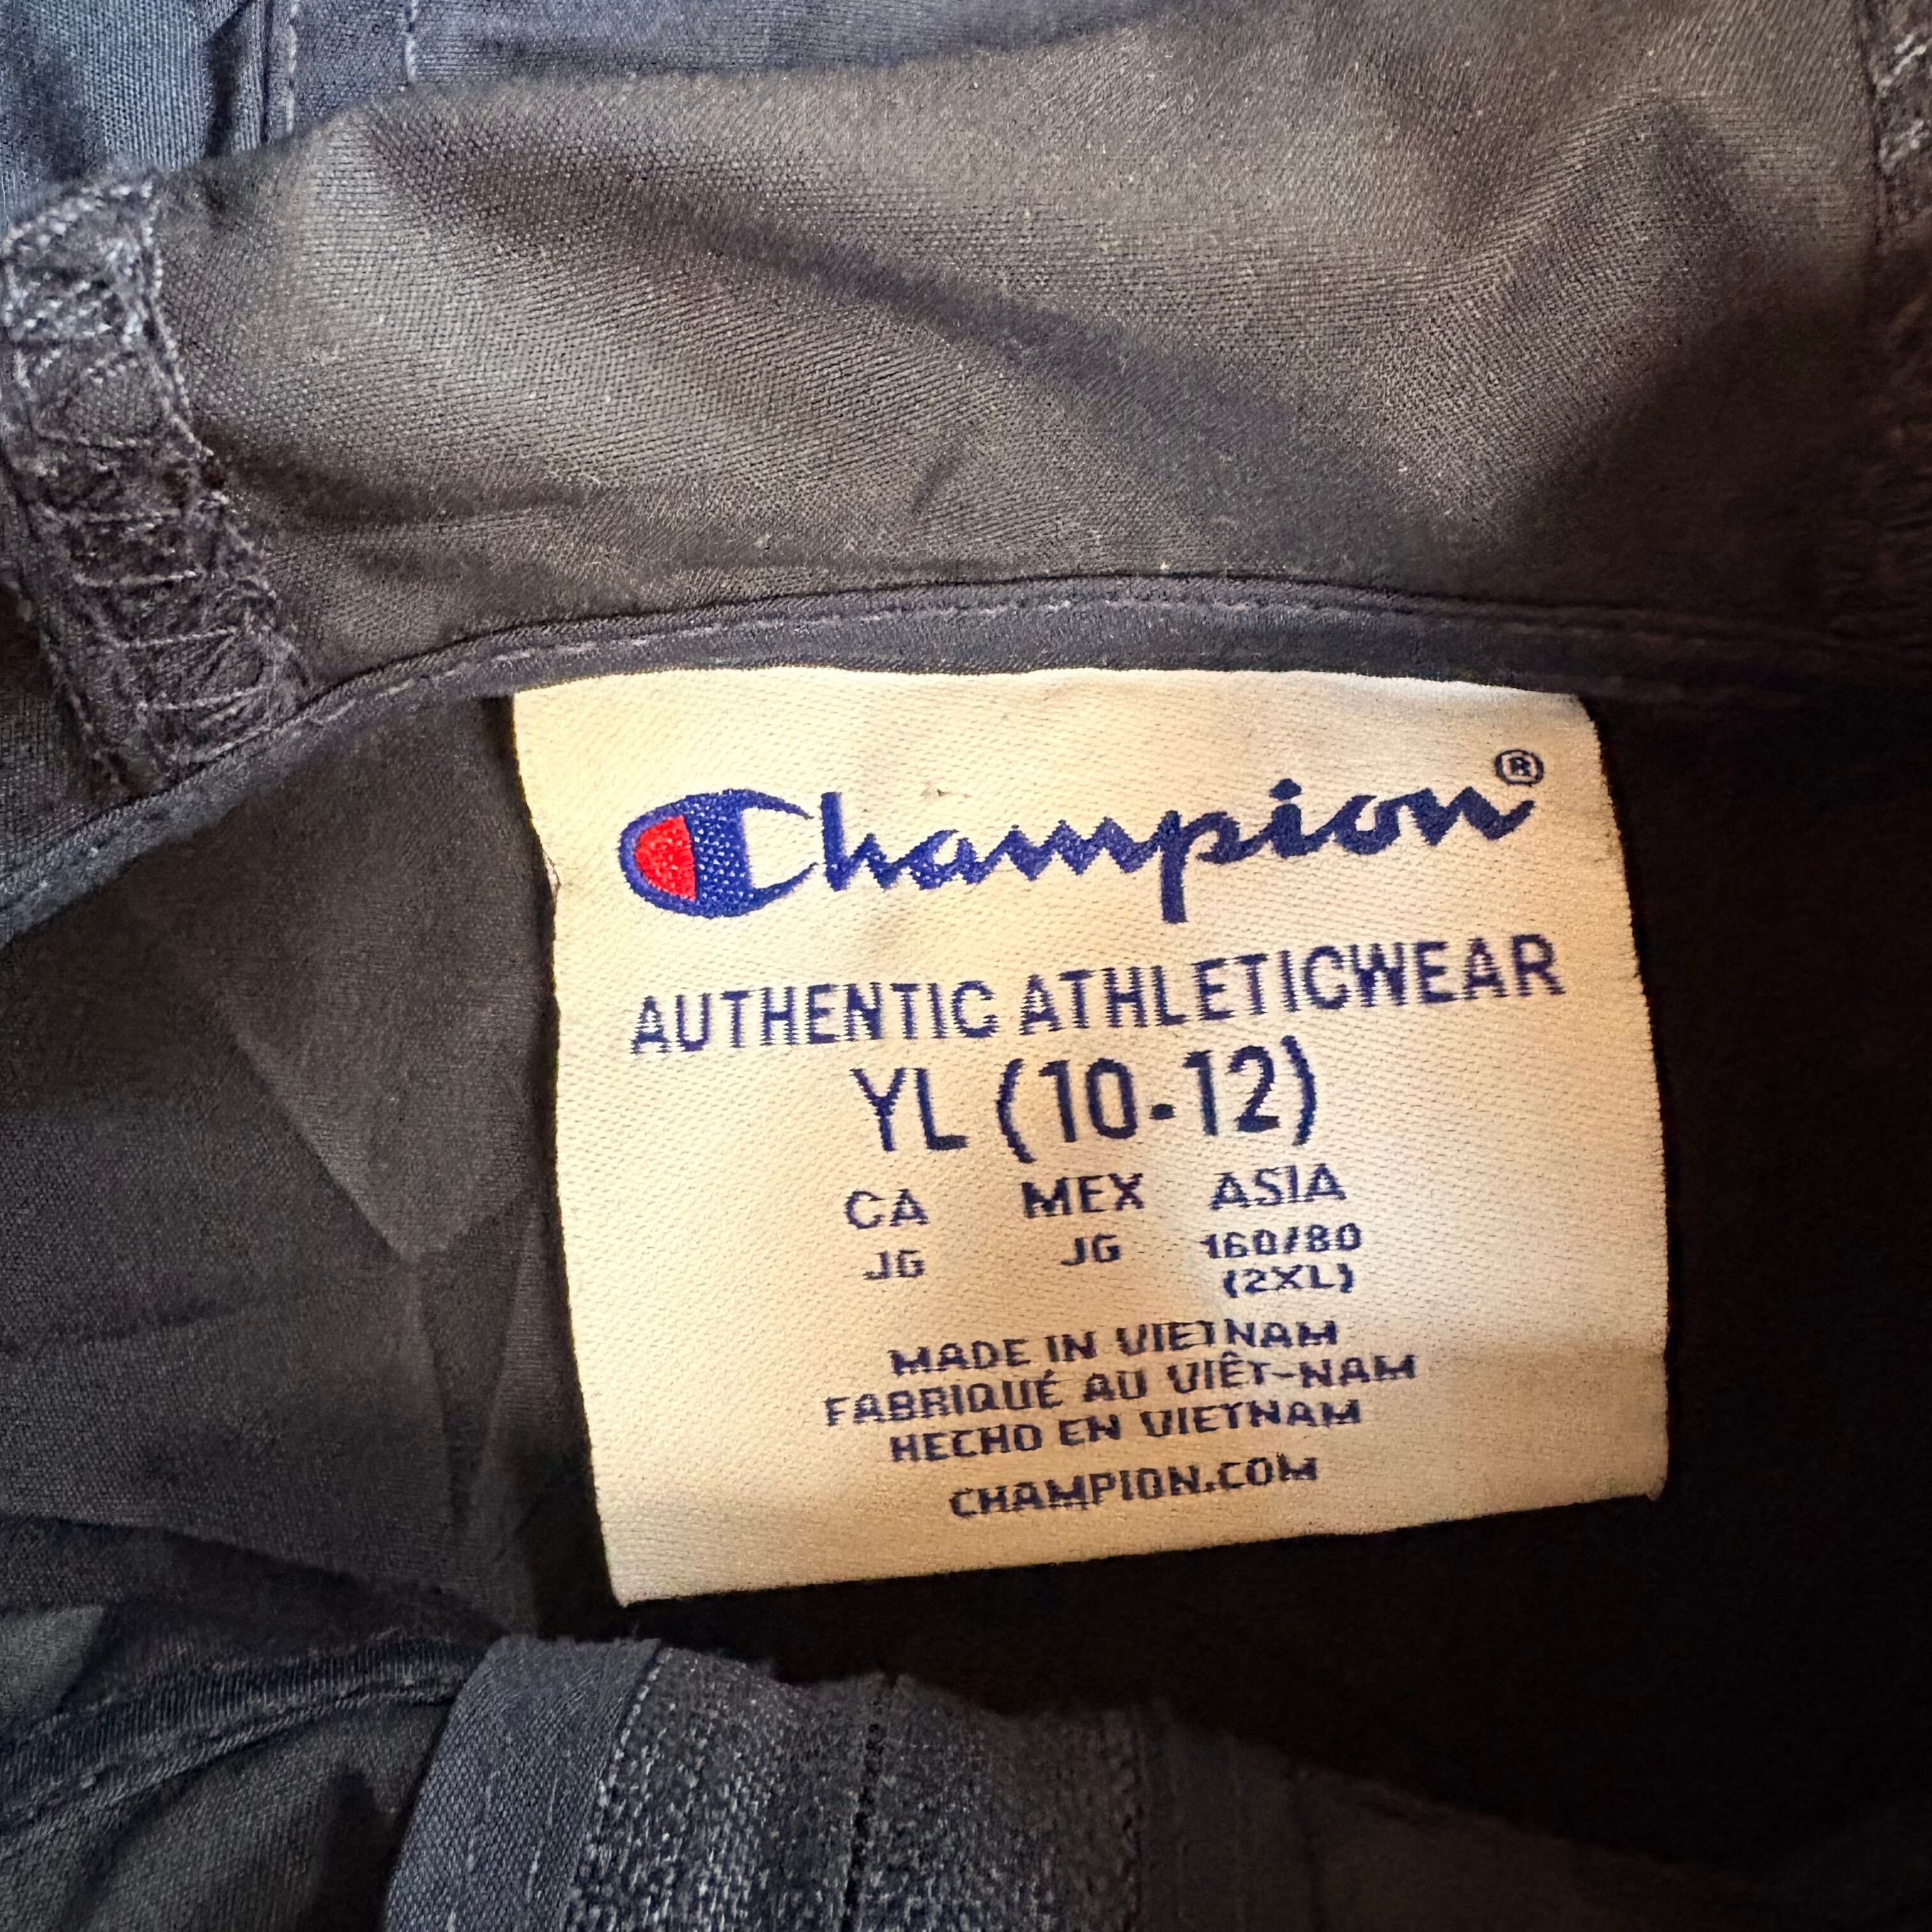 Champion®
AUTHENTIC ATHLETICWEAR
YL (10-12)
CA MEX ASIA
JG JG 160/80
(2XL)
MADE IN VIETNAM
FABRIQUÉ AU VIÊT-NAM
HECHO EN VIETNAM
CHAMPION.COM